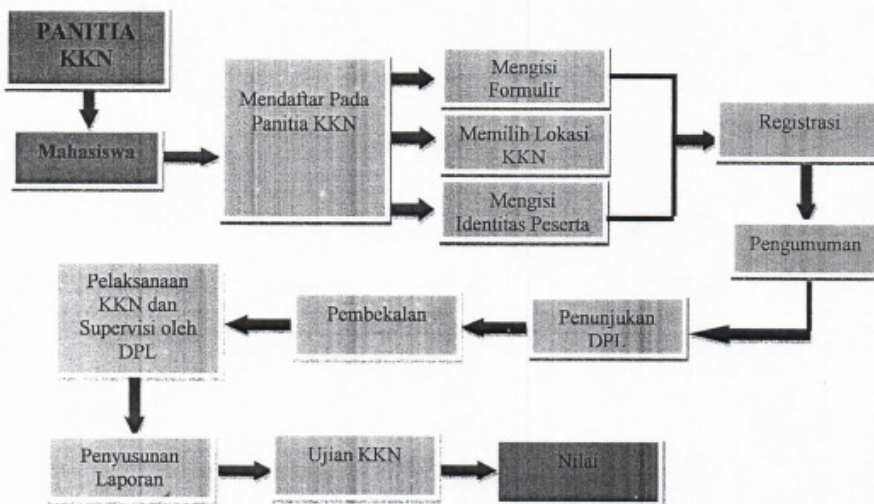 PANITIA
KKN
Mahasiswa
Mendaftar Pada
Panitia KKN
Mengisi
Formulir
Memilih Lokasi
KKN
Mengisi
Identitas Peserta
Registrasi
Pengumuman
Penunjukan
DPL
Pembekalan
Pelaksanaan
KKN dan
Supervisi oleh
DPL
Penyusunan
Laporan
Ujian KKN
Nilai